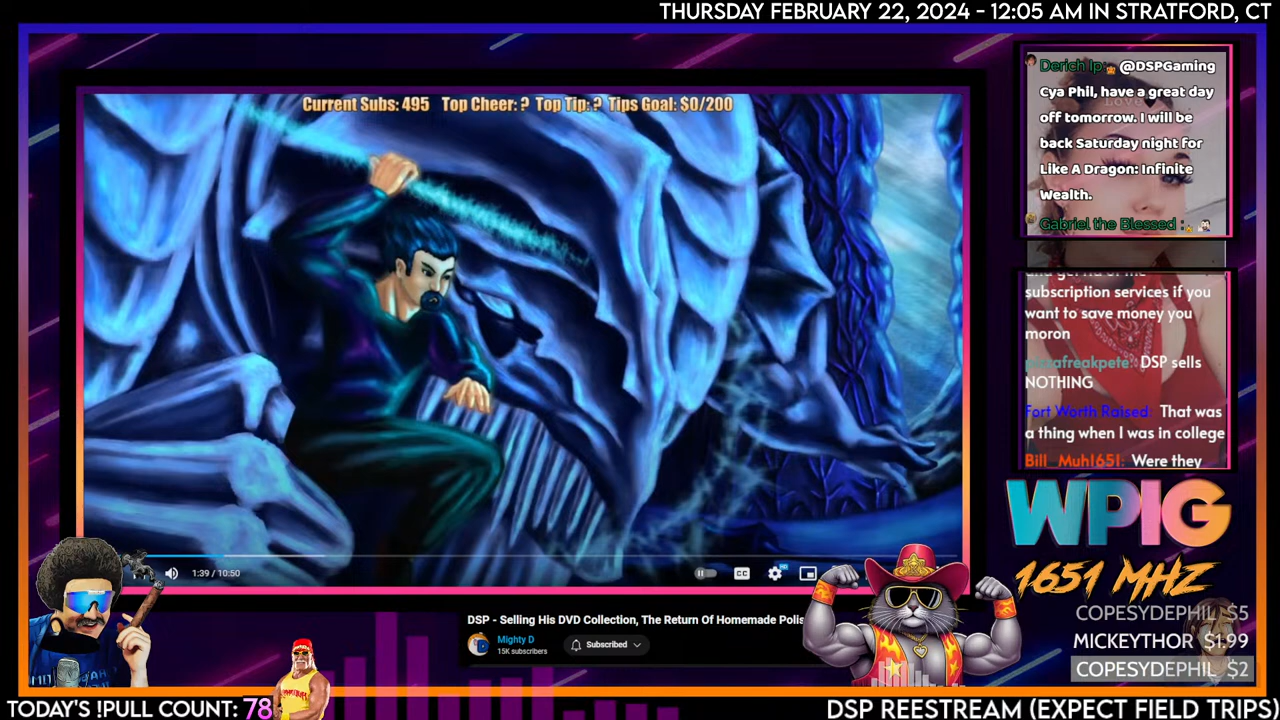 THURSDAY FEBRUARY 22, 2024 - 12:05 AM IN STRATFORD, CT
Current Subs: 495 Top Cheer: ? Top Tip: ? Tips Goal: $0/200
Derich Ip: @DSPGaming
Cya Phil, have a great day
off tomorrow. I will be
back Saturday night for
Like A Dragon: Infinite
Wealth.
Gabriel the Blessed :
subscription services if you
want to save money you
moron
DSP sells
NOTHING
Fort Worth Raised: That was
a thing when I was in college
Bill_Muh1651: Were they
WPIG
1651 MHZ
COPESYDEPHIL $5
MICKEYTHOR $1.99
COPESYDEPHIL $2
1:39 / 10:50
CC
DSP - Selling His DVD Collection, The Return Of Homemade Polis
Mighty D
15K subscribers
Subscribed
TODAY'S !PULL COUNT: 78
DSP REESTREAM (EXPECT FIELD TRIPS)